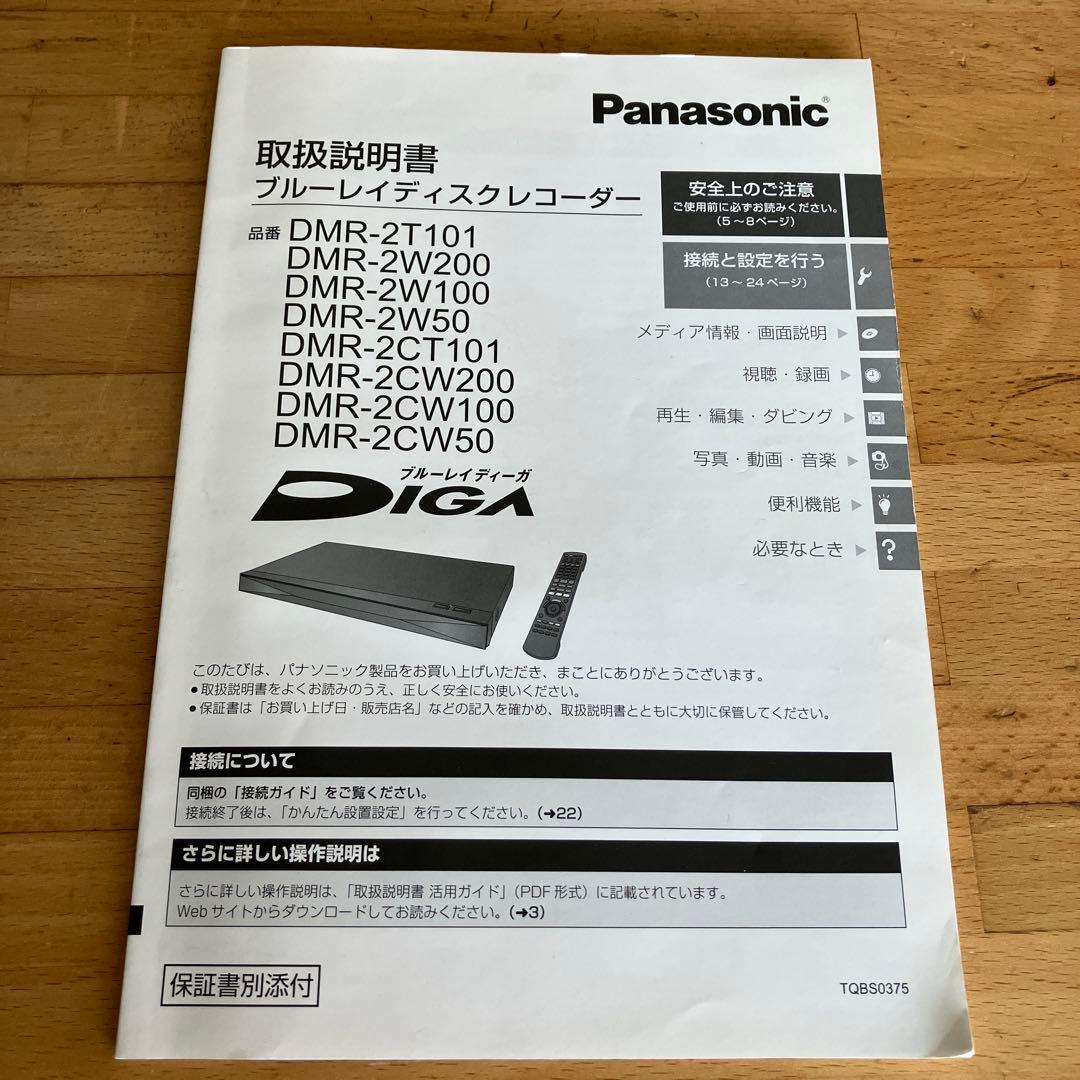 Panasonic®
取扱説明書
ブルーレイディスクレコーダー
品番 DMR-2T101
DMR-2W200
DMR-2W100
DMR-2W50
DMR-2CT101
DMR-2CW200
DMR-2CW100
DMR-2CW50
ブルーレイディーガ
DIGA
安全上のご注意
ご使用前に必ずお読みください。
(5～8ページ)
接続と設定を行う
(13～24ページ)
メディア情報・画面説明
視聴・録画
再生・編集・ダビング
写真・動画・音楽
便利機能
必要なとき
?
このたびは、パナソニック製品をお買い上げいただき、まことにありがとうございます。
●取扱説明書をよくお読みのうえ、正しく安全にお使いください。
●保証書は「お買い上げ日・販売店名」などの記入を確かめ、取扱説明書とともに大切に保管してください。
接続について
同梱の「接続ガイド」をご覧ください。
接続終了後は、「かんたん設置設定」を行ってください。(➜22)
さらに詳しい操作説明は
さらに詳しい操作説明は、「取扱説明書 活用ガイド」(PDF 形式)に記載されています。
Web サイトからダウンロードしてお読みください。(➜3)
保証書別添付
TQBS0375